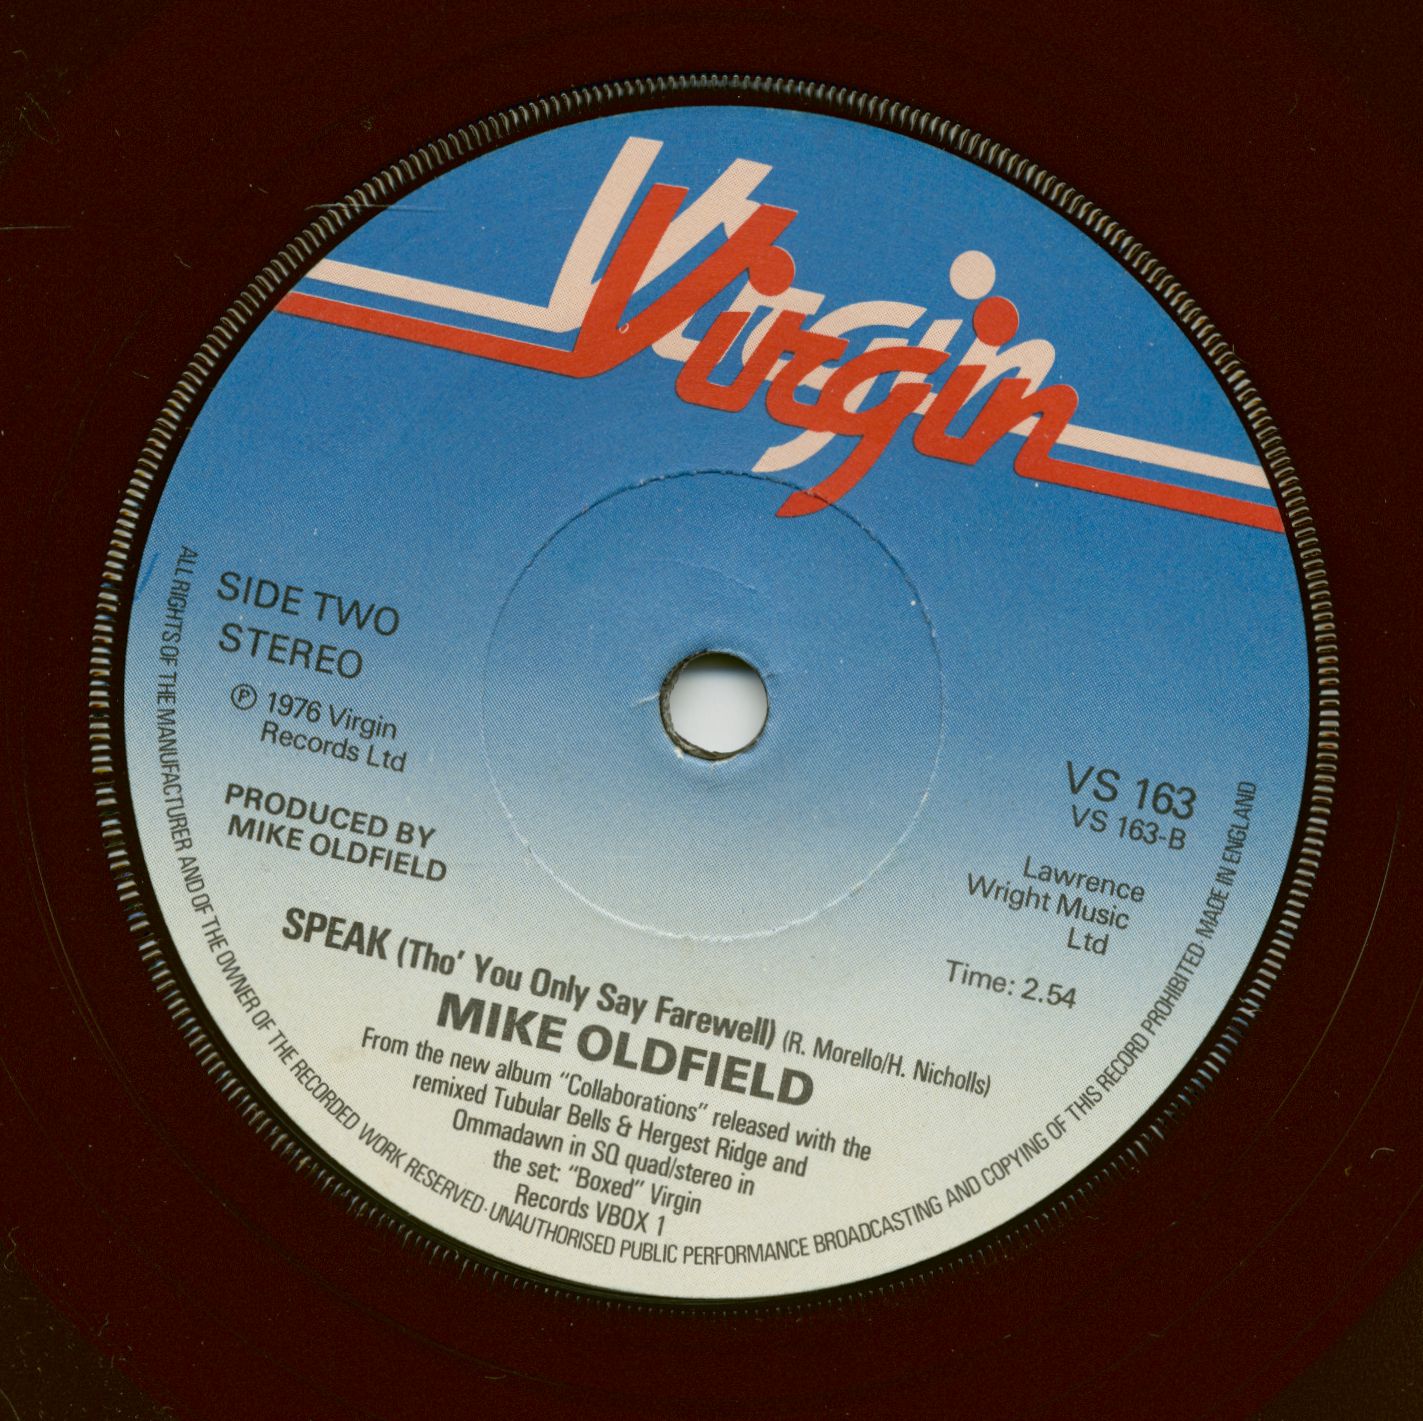 Virgin
SIDE TWO
STEREO
Ⓟ 1976 Virgin
Records Ltd
PRODUCED BY
MIKE OLDFIELD
VS 163
VS 163-B
Lawrence
Wright Music
Ltd
Time: 2.54
SPEAK (Tho' You Only Say Farewell) (R. Morello/H. Nicholls)
MIKE OLDFIELD
From the new album "Collaborations" released with the
remixed Tubular Bells & Hergest Ridge and
Ommadawn in SQ quad/stereo in
the set: "Boxed" Virgin
Records VBOX 1
ALL RIGHTS OF THE MANUFACTURER AND OF THE OWNER OF THE RECORDED WORK RESERVED · UNAUTHORISED PUBLIC PERFORMANCE BROADCASTING AND COPYING OF THIS RECORD PROHIBITED · MADE IN ENGLAND